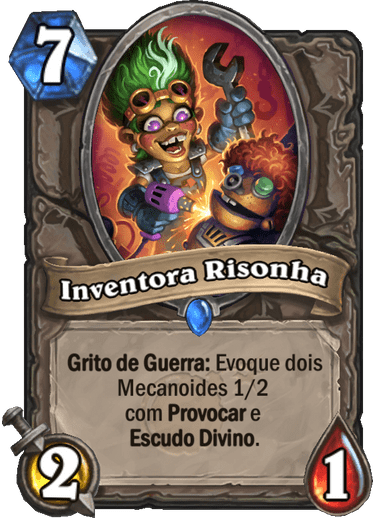 7
Inventora Risonha
Grito de Guerra: Evoque dois
Mecanoides 1/2
com Provocar e
Escudo Divino.
2
1